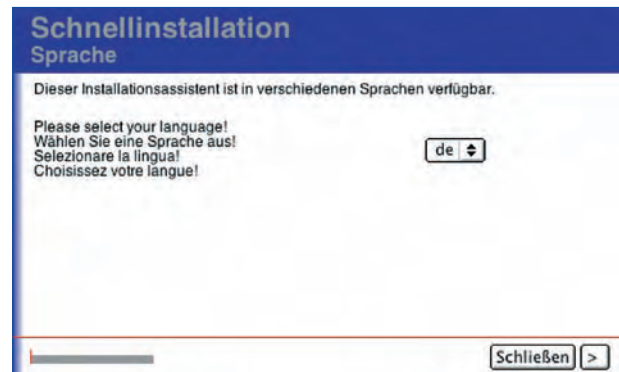 Schnellinstallation
Sprache
Dieser Installationsassistent ist in verschiedenen Sprachen verfügbar.
Please select your language!
Wählen Sie eine Sprache aus!
Selezionare la lingua!
Choisissez votre langue!
de
Schließen >